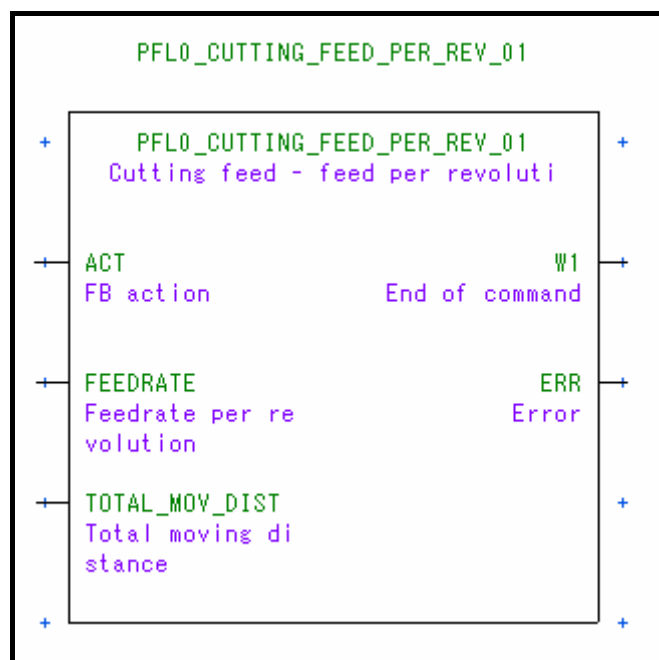 PFL0_CUTTING_FEED_PER_REV_01
PFL0_CUTTING_FEED_PER_REV_01
Cutting feed - feed per revoluti
ACT W1
FB action End of command
FEEDRATE ERR
Feedrate per re Error
volution
TOTAL_MOV_DIST
Total moving di
stance